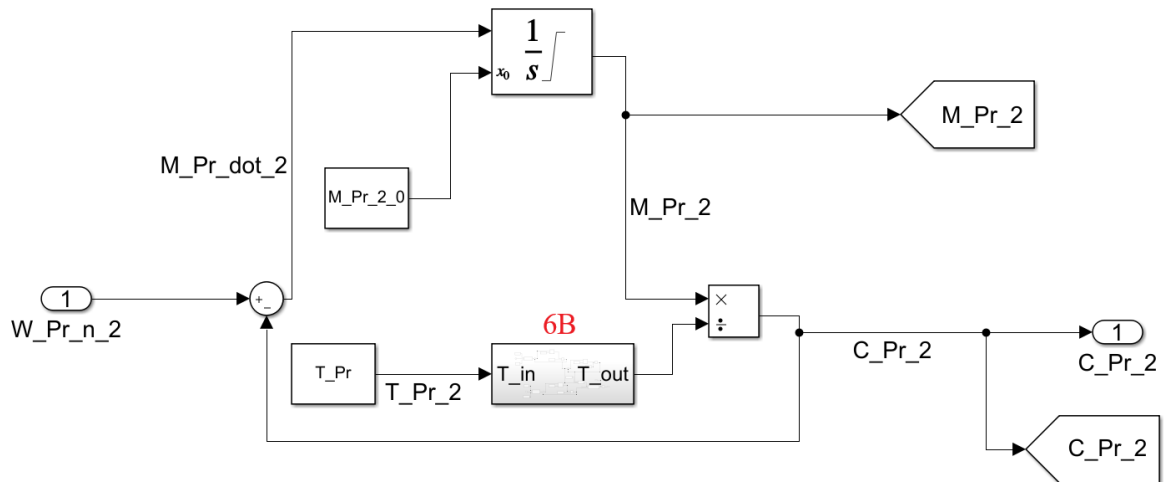 1
s
x₀
M_Pr_2
M_Pr_dot_2
M_Pr_2_0
M_Pr_2
1
W_Pr_n_2
+
_
×
÷
6B
T_Pr
T_Pr_2
T_in
T_out
C_Pr_2
1
C_Pr_2
C_Pr_2